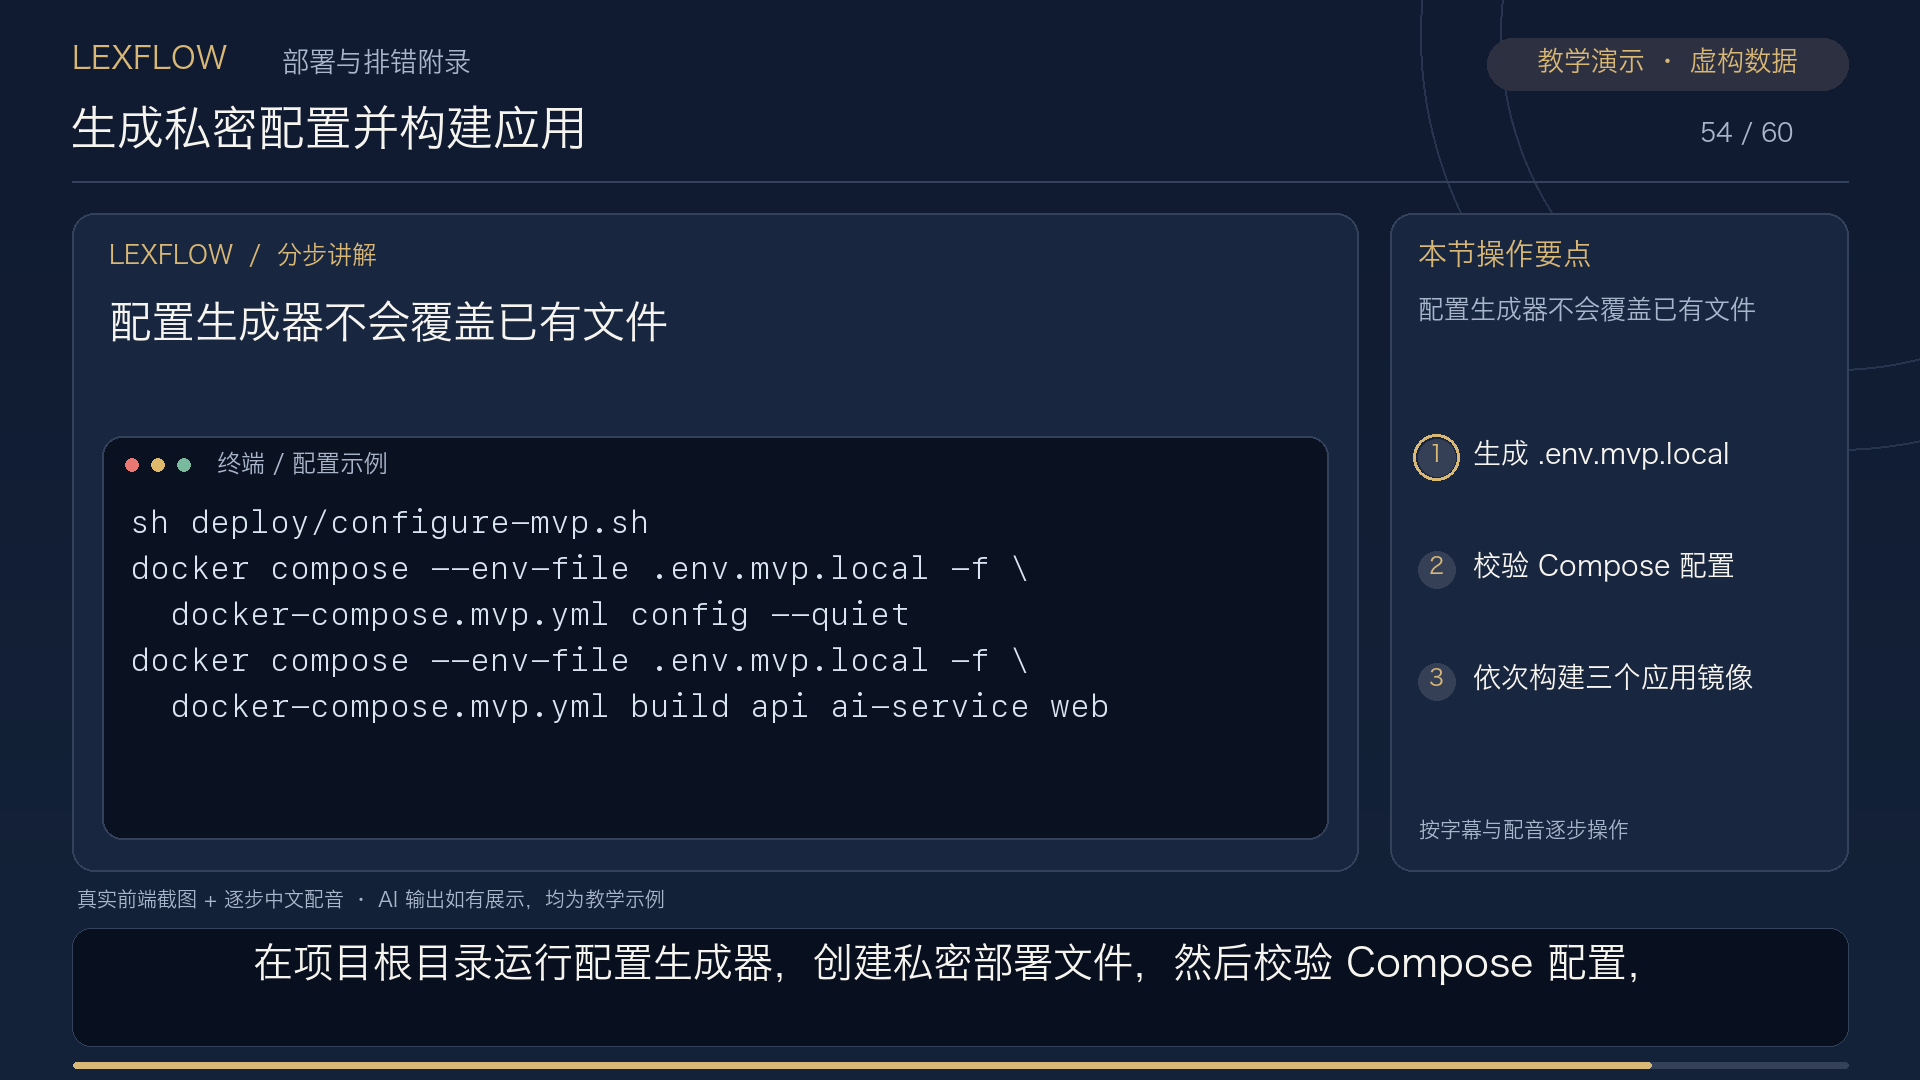 LEXFLOW 部署与排错附录
教学演示 · 虚构数据
生成私密配置并构建应用
54 / 60
LEXFLOW / 分步讲解
配置生成器不会覆盖已有文件
终端 / 配置示例
sh deploy/configure-mvp.sh
docker compose --env-file .env.mvp.local -f \
  docker-compose.mvp.yml config --quiet
docker compose --env-file .env.mvp.local -f \
  docker-compose.mvp.yml build api ai-service web
本节操作要点
配置生成器不会覆盖已有文件
1 生成 .env.mvp.local
2 校验 Compose 配置
3 依次构建三个应用镜像
按字幕与配音逐步操作
真实前端截图 + 逐步中文配音 · AI 输出如有展示，均为教学示例
在项目根目录运行配置生成器，创建私密部署文件，然后校验 Compose 配置，